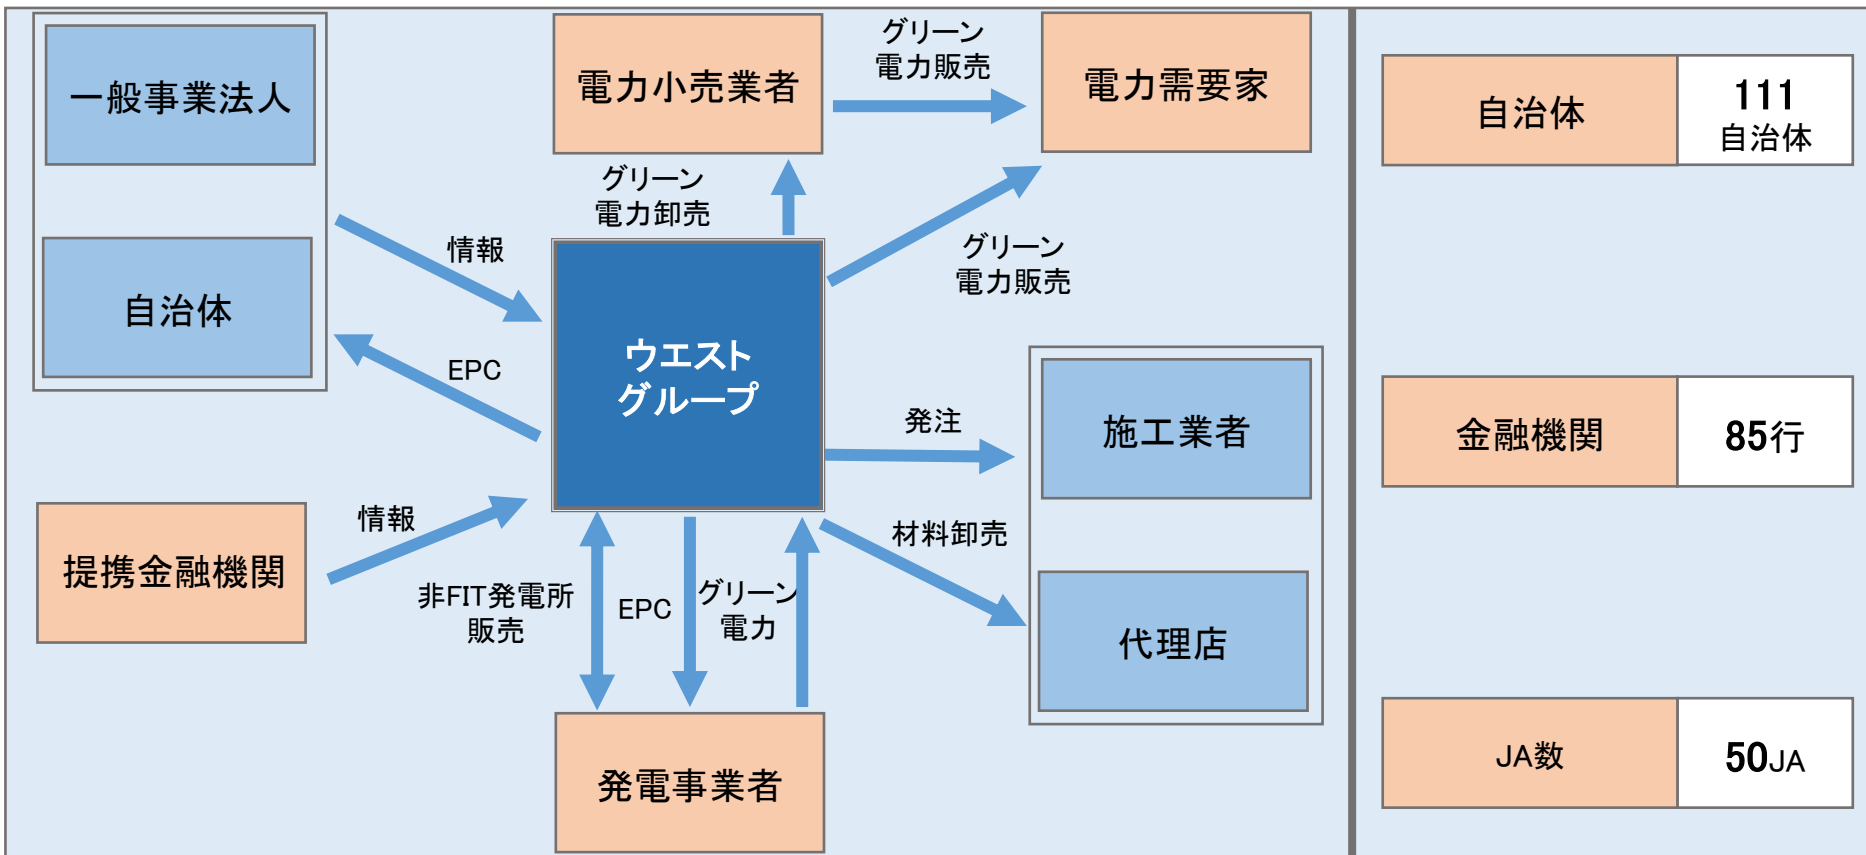 一般事業法人
自治体
情報
EPC
提携金融機関
情報
電力小売業者
グリーン
電力販売
電力需要家
グリーン
電力卸売
グリーン
電力販売
ウエスト
グループ
発注
施工業者
材料卸売
代理店
非FIT発電所
販売
EPC
グリーン
電力
発電事業者
自治体
111
自治体
金融機関
85行
JA数
50JA